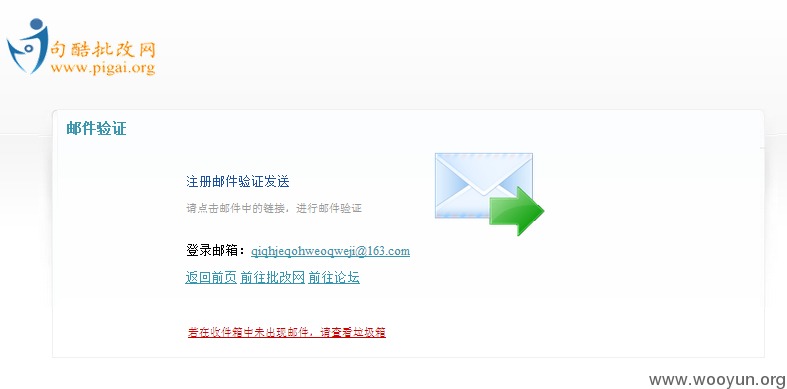 句酷批改网
www.pigai.org
邮件验证
注册邮件验证发送
请点击邮件中的链接，进行邮件验证
登录邮箱：qiqhjeqohweoqweji@163.com
返回前页 前往批改网 前往论坛
若在收件箱中未出现邮件，请查看垃圾箱
www.wooyun.org